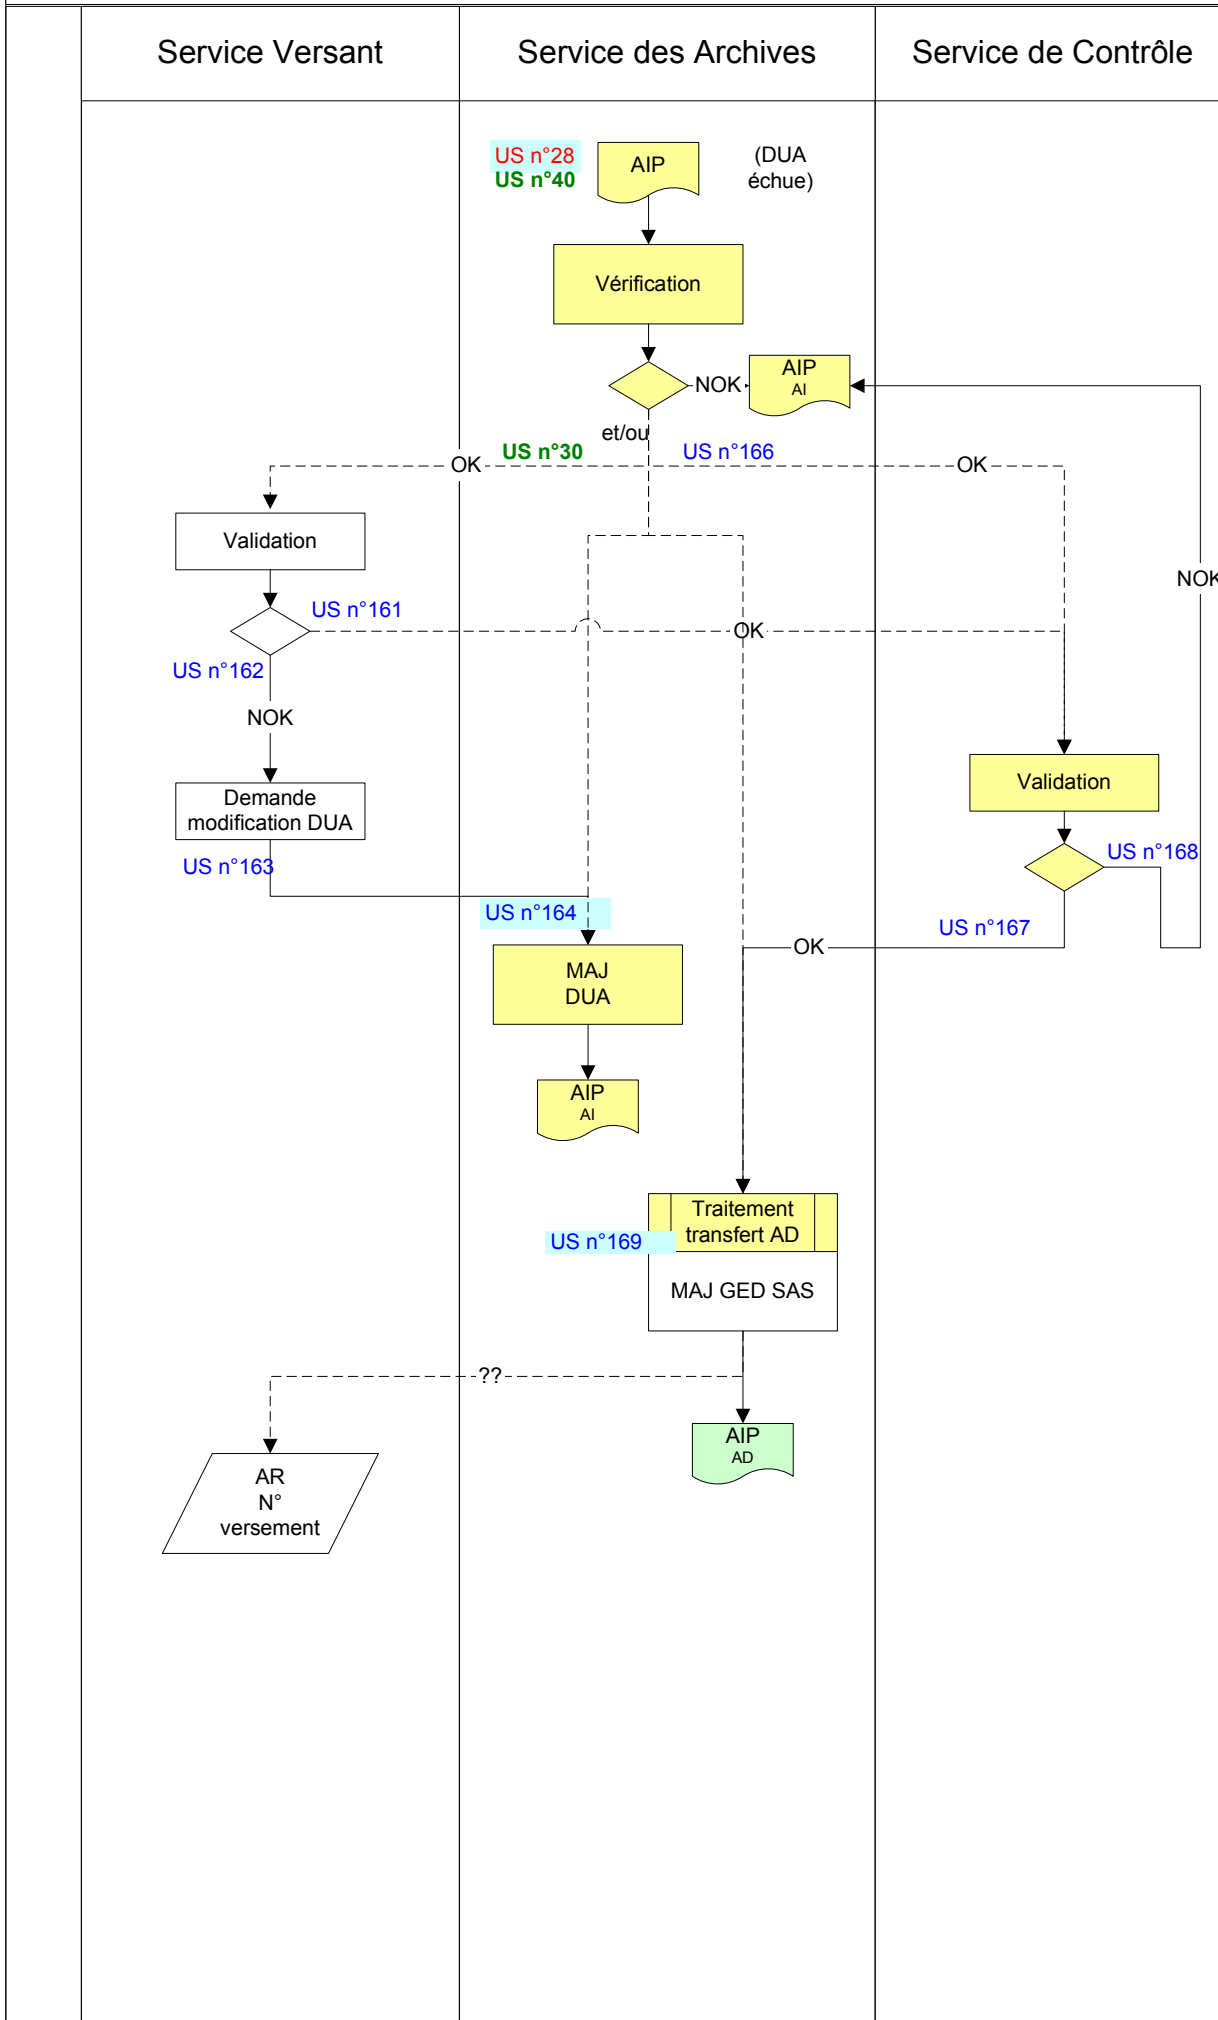 Service Versant
Service des Archives
Service de Contrôle
US n°28
US n°40
AIP
(DUA
échue)
Vérification
NOK
AIP
AI
et/ou
US n°30
US n°166
OK
OK
Validation
NOK
US n°161
OK
US n°162
NOK
Demande
modification DUA
Validation
US n°163
US n°168
US n°164
US n°167
OK
MAJ
DUA
AIP
AI
Traitement
transfert AD
US n°169
MAJ GED SAS
??
AIP
AD
AR
N°
versement